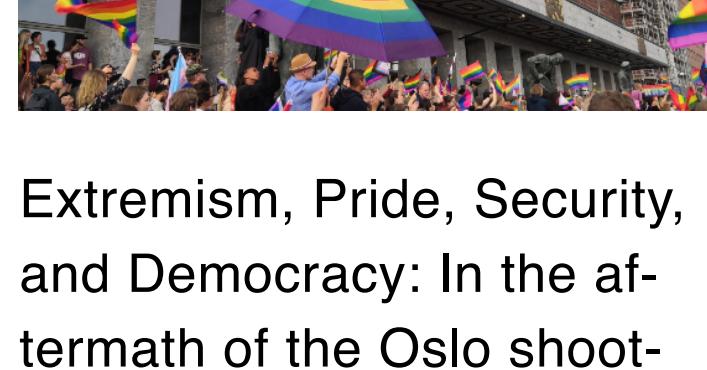 Extremism, Pride, Security,
and Democracy: In the af-
termath of the Oslo shoot-